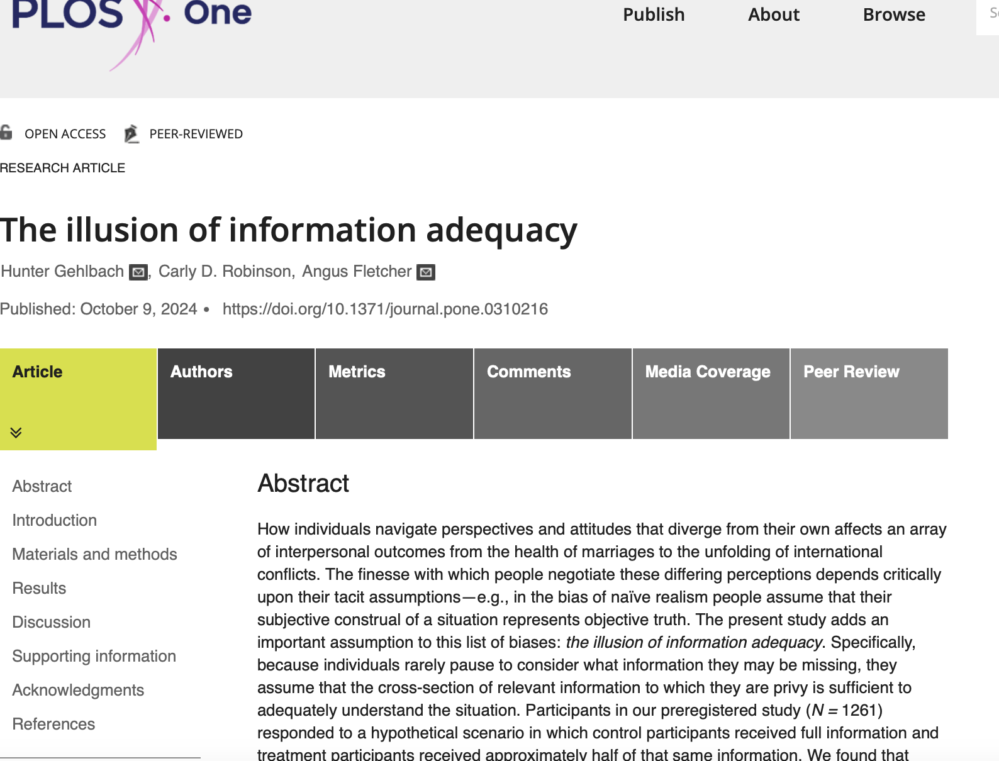 PLOS One
Publish About Browse
OPEN ACCESS PEER-REVIEWED
RESEARCH ARTICLE
The illusion of information adequacy
Hunter Gehlbach, Carly D. Robinson, Angus Fletcher
Published: October 9, 2024 • https://doi.org/10.1371/journal.pone.0310216
Article Authors Metrics Comments Media Coverage Peer Review
Abstract
Introduction
Materials and methods
Results
Discussion
Supporting information
Acknowledgments
References
Abstract
How individuals navigate perspectives and attitudes that diverge from their own affects an array
of interpersonal outcomes from the health of marriages to the unfolding of international
conflicts. The finesse with which people negotiate these differing perceptions depends critically
upon their tacit assumptions—e.g., in the bias of naïve realism people assume that their
subjective construal of a situation represents objective truth. The present study adds an
important assumption to this list of biases: the illusion of information adequacy. Specifically,
because individuals rarely pause to consider what information they may be missing, they
assume that the cross-section of relevant information to which they are privy is sufficient to
adequately understand the situation. Participants in our preregistered study (N = 1261)
responded to a hypothetical scenario in which control participants received full information and
treatment participants received approximately half of that same information. We found that